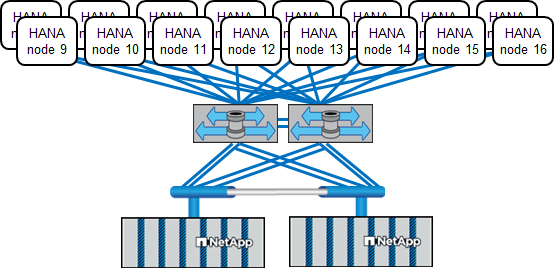 HANA HANA HANA HANA HANA HANA HANA HANA
HANA
node 9
HANA
node 10
HANA
node 11
HANA
node 12
HANA
node 13
HANA
node 14
HANA
node 15
HANA
node 16
NetApp
NetApp